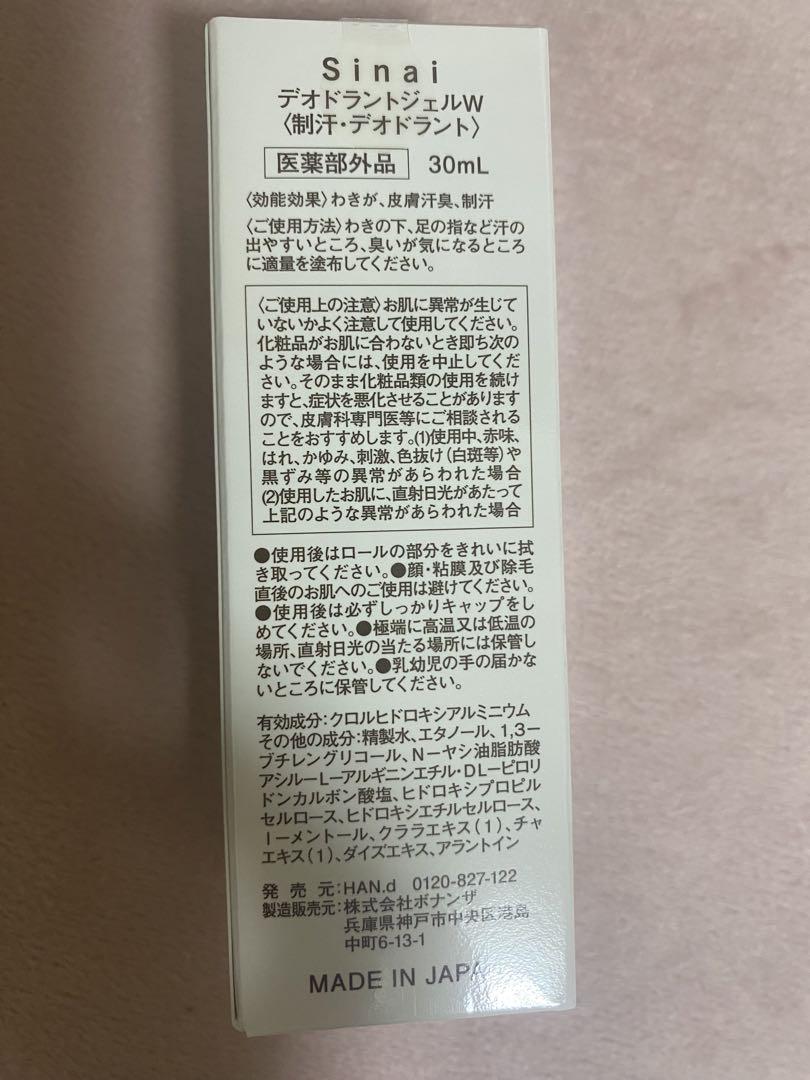 Sinai
デオドラントジェルW
〈制汗・デオドラント〉
医薬部外品 30mL
〈効能効果〉わきが、皮膚汗臭、制汗
〈ご使用方法〉わきの下、足の指など汗の
出やすいところ、臭いが気になるところ
に適量を塗布してください。
〈ご使用上の注意〉お肌に異常が生じて
いないかよく注意して使用してください。
化粧品がお肌に合わないとき即ち次の
ような場合には、使用を中止してくだ
さい。そのまま化粧品類の使用を続け
ますと、症状を悪化させることがあります
ので、皮膚科専門医等にご相談される
ことをおすすめします。(1)使用中、赤味、
はれ、かゆみ、刺激、色抜け(白斑等)や
黒ずみ等の異常があらわれた場合
(2)使用したお肌に、直射日光があたって
上記のような異常があらわれた場合
●使用後はロールの部分をきれいに拭
き取ってください。●顔・粘膜及び除毛
直後のお肌へのご使用は避けてください。
●使用後は必ずしっかりキャップをし
めてください。●極端に高温又は低温の
場所、直射日光の当たる場所には保管し
ないでください。●乳幼児の手の届かな
いところに保管してください。
有効成分:クロルヒドロキシアルミニウム
その他の成分:精製水、エタノール、1,3ー
ブチレングリコール、Nーヤシ油脂肪酸
アシルーLーアルギニンエチル・DLーピロリ
ドンカルボン酸塩、ヒドロキシプロピル
セルロース、ヒドロキシエチルセルロース、
lーメントール、クララエキス(1)、チャ
エキス(1)、ダイズエキス、アラントイン
発売元:HAN.d 0120-827-122
製造販売元:株式会社ボナンザ
兵庫県神戸市中央区港島
中町6-13-1
MADE IN JAPA